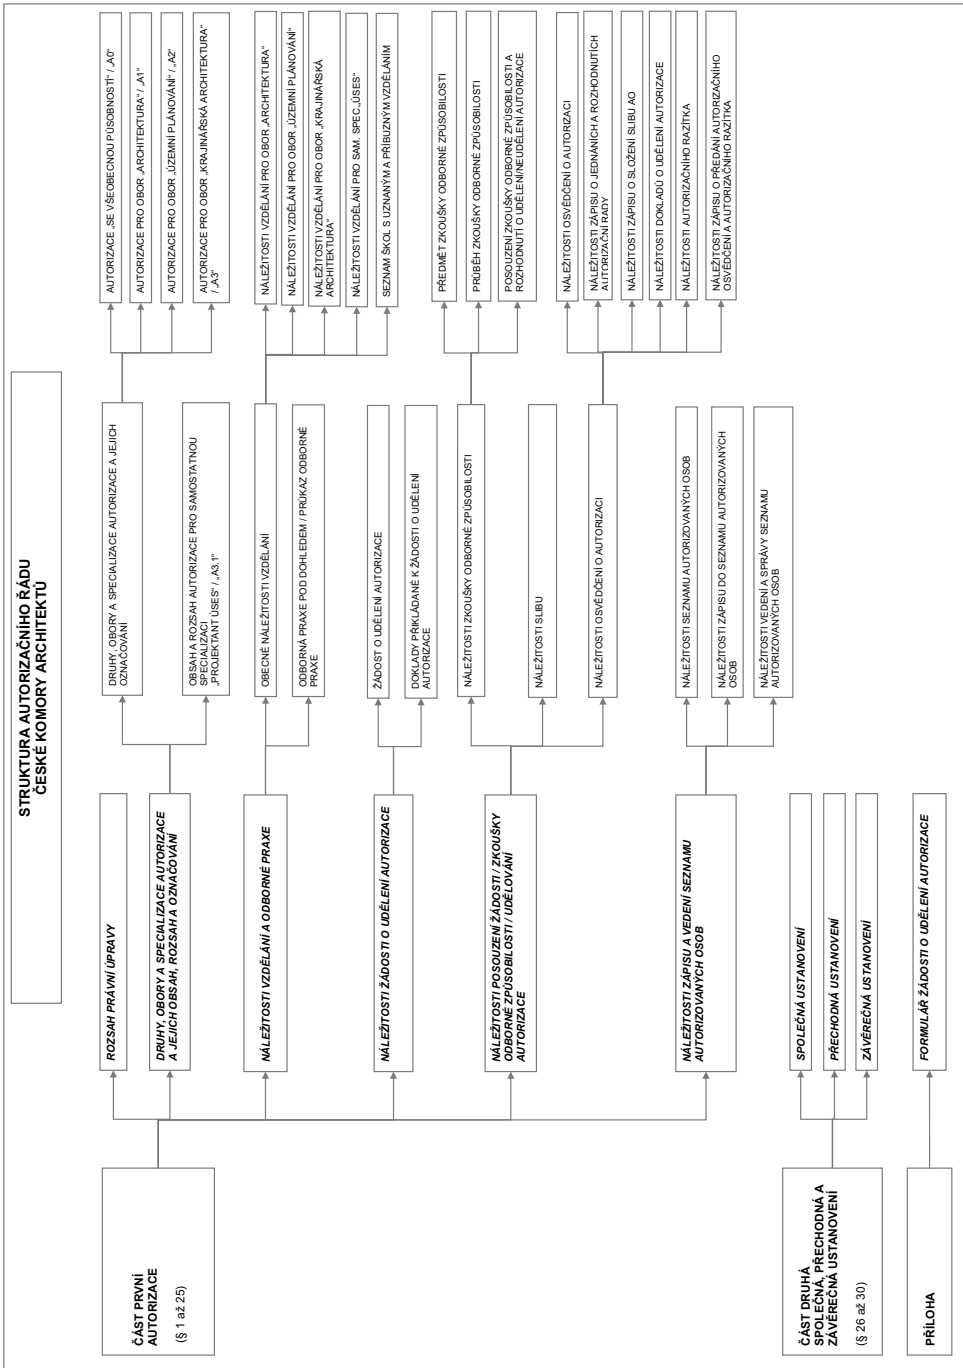 STRUKTURA AUTORIZAČNÍHO ŘÁDU
ČESKÉ KOMORY ARCHITEKTŮ
ČÁST PRVNÍ
AUTORIZACE
(§ 1 až 25)
ROZSAH PRÁVNÍ ÚPRAVY
DRUHY, OBORY A SPECIALIZACE AUTORIZACE
A JEJICH OBSAH, ROZSAH A OZNAČOVÁNÍ
DRUHY, OBORY A SPECIALIZACE AUTORIZACE A JEJICH
OZNAČOVÁNÍ
AUTORIZACE „SE VŠEOBECNOU PŮSOBNOSTÍ“ / „A0“
AUTORIZACE PRO OBOR „ARCHITEKTURA“ / „A1“
AUTORIZACE PRO OBOR „ÚZEMNÍ PLÁNOVÁNÍ“ / „A2“
AUTORIZACE PRO OBOR „KRAJINÁŘSKÁ ARCHITEKTURA“
/ „A3“
OBSAH A ROZSAH AUTORIZACE PRO SAMOSTATNOU
SPECIALIZACI
„PROJEKTANT ÚSES“ / „A3.1“
NÁLEŽITOSTI VZDĚLÁNÍ A ODBORNÉ PRAXE
OBECNÉ NÁLEŽITOSTI VZDĚLÁNÍ
NÁLEŽITOSTI VZDĚLÁNÍ PRO OBOR „ARCHITEKTURA“
NÁLEŽITOSTI VZDĚLÁNÍ PRO OBOR „ÚZEMNÍ PLÁNOVÁNÍ“
NÁLEŽITOSTI VZDĚLÁNÍ PRO OBOR „KRAJINÁŘSKÁ
ARCHITEKTURA“
NÁLEŽITOSTI VZDĚLÁNÍ PRO SAM. SPEC „ÚSES“
SEZNAM ŠKOL S UZNANÝM A PŘÍBUZNÝM VZDĚLÁNÍM
ODBORNÁ PRAXE POD DOHLEDEM / PRŮKAZ ODBORNÉ
PRAXE
NÁLEŽITOSTI ŽÁDOSTI O UDĚLENÍ AUTORIZACE
ŽÁDOST O UDĚLENÍ AUTORIZACE
DOKLADY PŘIKLÁDANÉ K ŽÁDOSTI O UDĚLENÍ
AUTORIZACE
NÁLEŽITOSTI POSOUZENÍ ŽÁDOSTI / ZKOUŠKY
ODBORNÉ ZPŮSOBILOSTI / UDĚLOVÁNÍ
AUTORIZACE
NÁLEŽITOSTI ZKOUŠKY ODBORNÉ ZPŮSOBILOSTI
PŘEDMĚT ZKOUŠKY ODBORNÉ ZPŮSOBILOSTI
PRŮBĚH ZKOUŠKY ODBORNÉ ZPŮSOBILOSTI
POSOUZENÍ ZKOUŠKY ODBORNÉ ZPŮSOBILOSTI A
ROZHODNUTÍ O UDĚLENÍ/NEUDĚLENÍ AUTORIZACE
NÁLEŽITOSTI SLIBU
NÁLEŽITOSTI OSVĚDČENÍ O AUTORIZACI
NÁLEŽITOSTI OSVĚDČENÍ O AUTORIZACI
NÁLEŽITOSTI ZÁPISU O JEDNÁNÍCH A ROZHODNUTÍCH
AUTORIZAČNÍ RADY
NÁLEŽITOSTI ZÁPISU O SLOŽENÍ SLIBU AO
NÁLEŽITOSTI DOKLADŮ O UDĚLENÍ AUTORIZACE
NÁLEŽITOSTI AUTORIZAČNÍHO RAZÍTKA
NÁLEŽITOSTI ZÁPISU O PŘEDÁNÍ AUTORIZAČNÍHO
OSVĚDČENÍ A AUTORIZAČNÍHO RAZÍTKA
NÁLEŽITOSTI ZÁPISU A VEDENÍ SEZNAMU
AUTORIZOVANÝCH OSOB
NÁLEŽITOSTI SEZNAMU AUTORIZOVANÝCH OSOB
NÁLEŽITOSTI ZÁPISU DO SEZNAMU AUTORIZOVANÝCH
OSOB
NÁLEŽITOSTI VEDENÍ A SPRÁVY SEZNAMU
AUTORIZOVANÝCH OSOB
ČÁST DRUHÁ
SPOLEČNÁ, PŘECHODNÁ A
ZÁVĚREČNÁ USTANOVENÍ
(§ 26 až 30)
SPOLEČNÁ USTANOVENÍ
PŘECHODNÁ USTANOVENÍ
ZÁVĚREČNÁ USTANOVENÍ
PŘÍLOHA
FORMULÁŘ ŽÁDOSTI O UDĚLENÍ AUTORIZACE